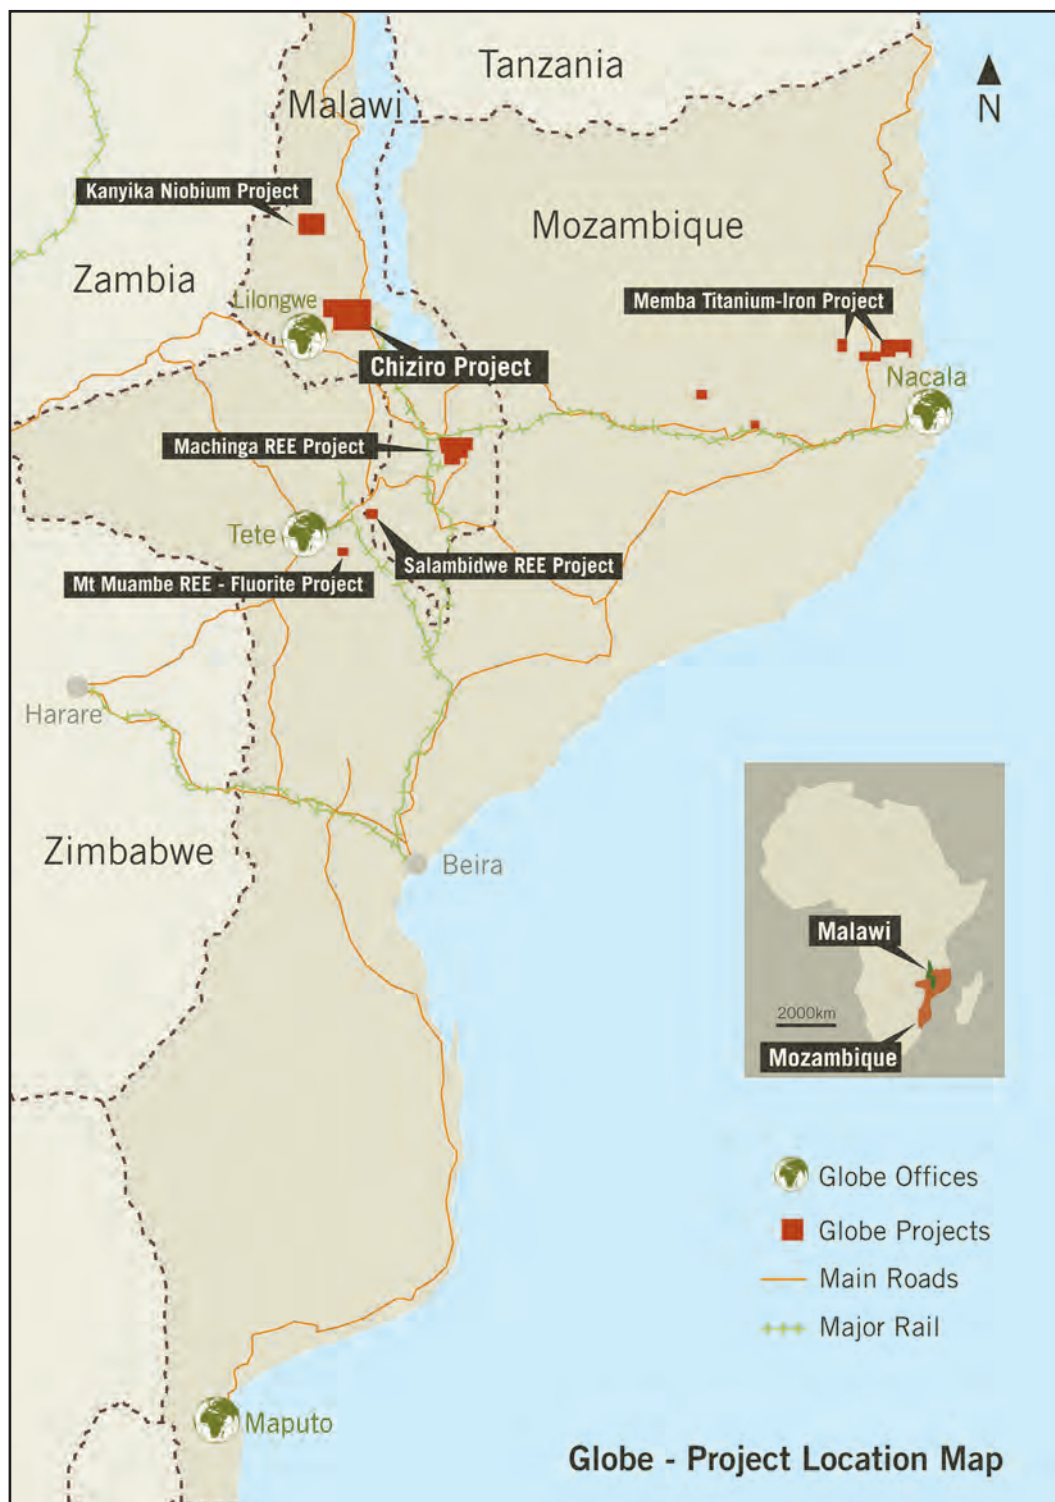 Tanzania
N
Malawi
Kanyika Niobium Project
Mozambique
Zambia
Lilongwe
Memba Titanium-Iron Project
Chiziro Project
Nacala
Machinga REE Project
Tete
Salambidwe REE Project
Mt Muambe REE - Fluorite Project
Harare
Zimbabwe
Beira
Malawi
2000km
Mozambique
Globe Offices
Globe Projects
Main Roads
Major Rail
Maputo
Globe - Project Location Map